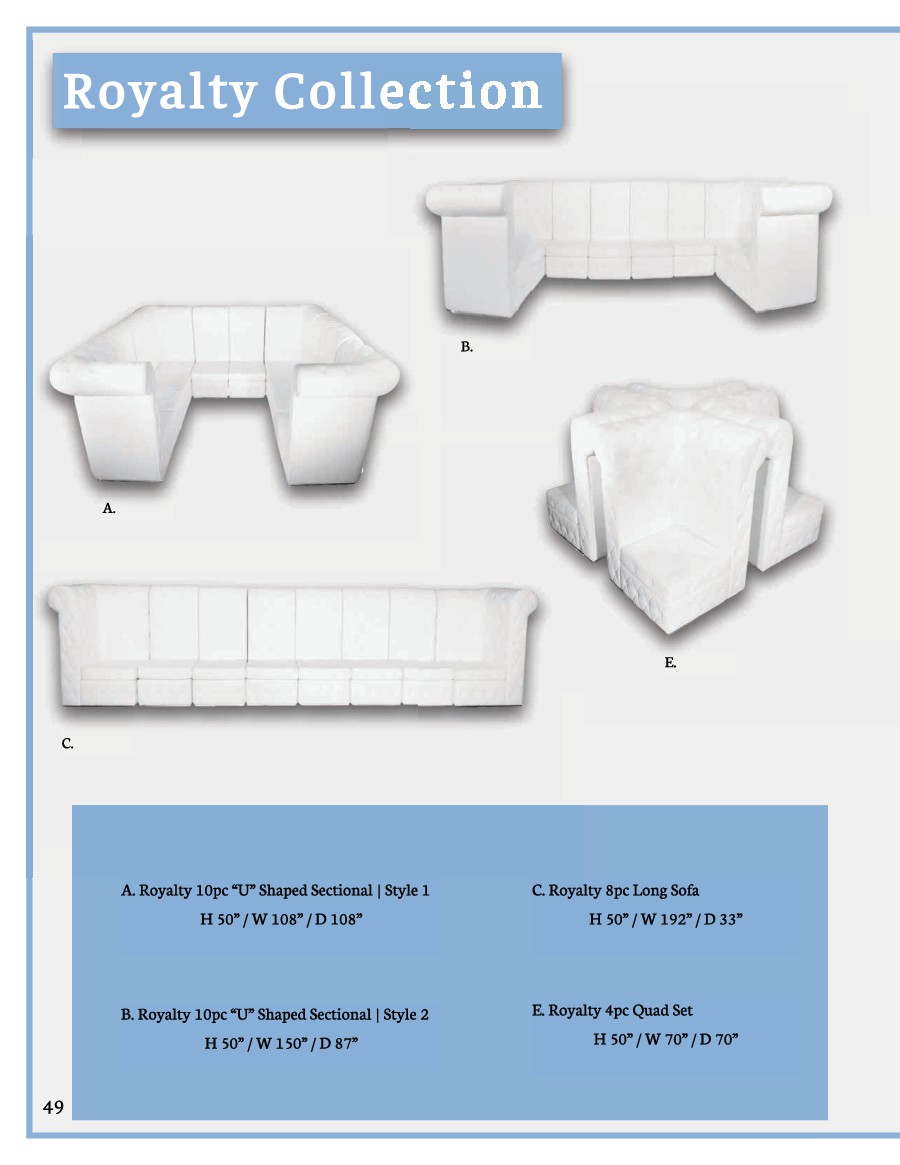 Royalty Collection
B.
A.
E.
C.
A. Royalty 10pc “U” Shaped Sectional | Style 1
H 50” / W 108” / D 108”
B. Royalty 10pc “U” Shaped Sectional | Style 2
H 50” / W 150” / D 87”
C. Royalty 8pc Long Sofa
H 50” / W 192” / D 33”
E. Royalty 4pc Quad Set
H 50” / W 70” / D 70”
49